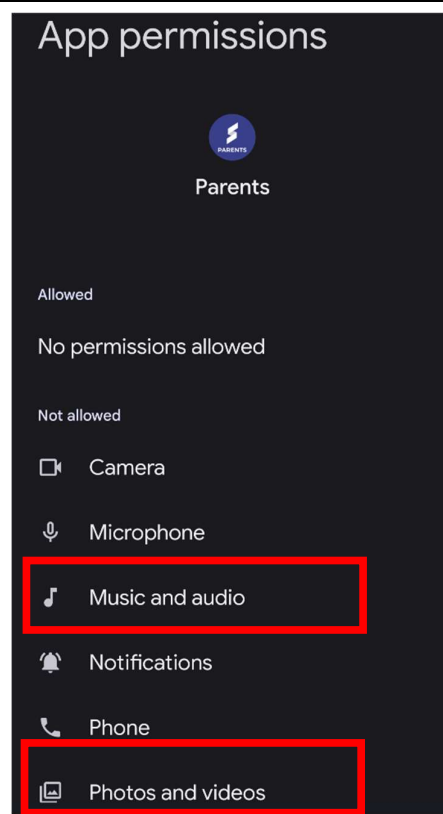 App permissions
PARENTS
Parents
Allowed
No permissions allowed
Not allowed
Camera
Microphone
Music and audio
Notifications
Phone
Photos and videos